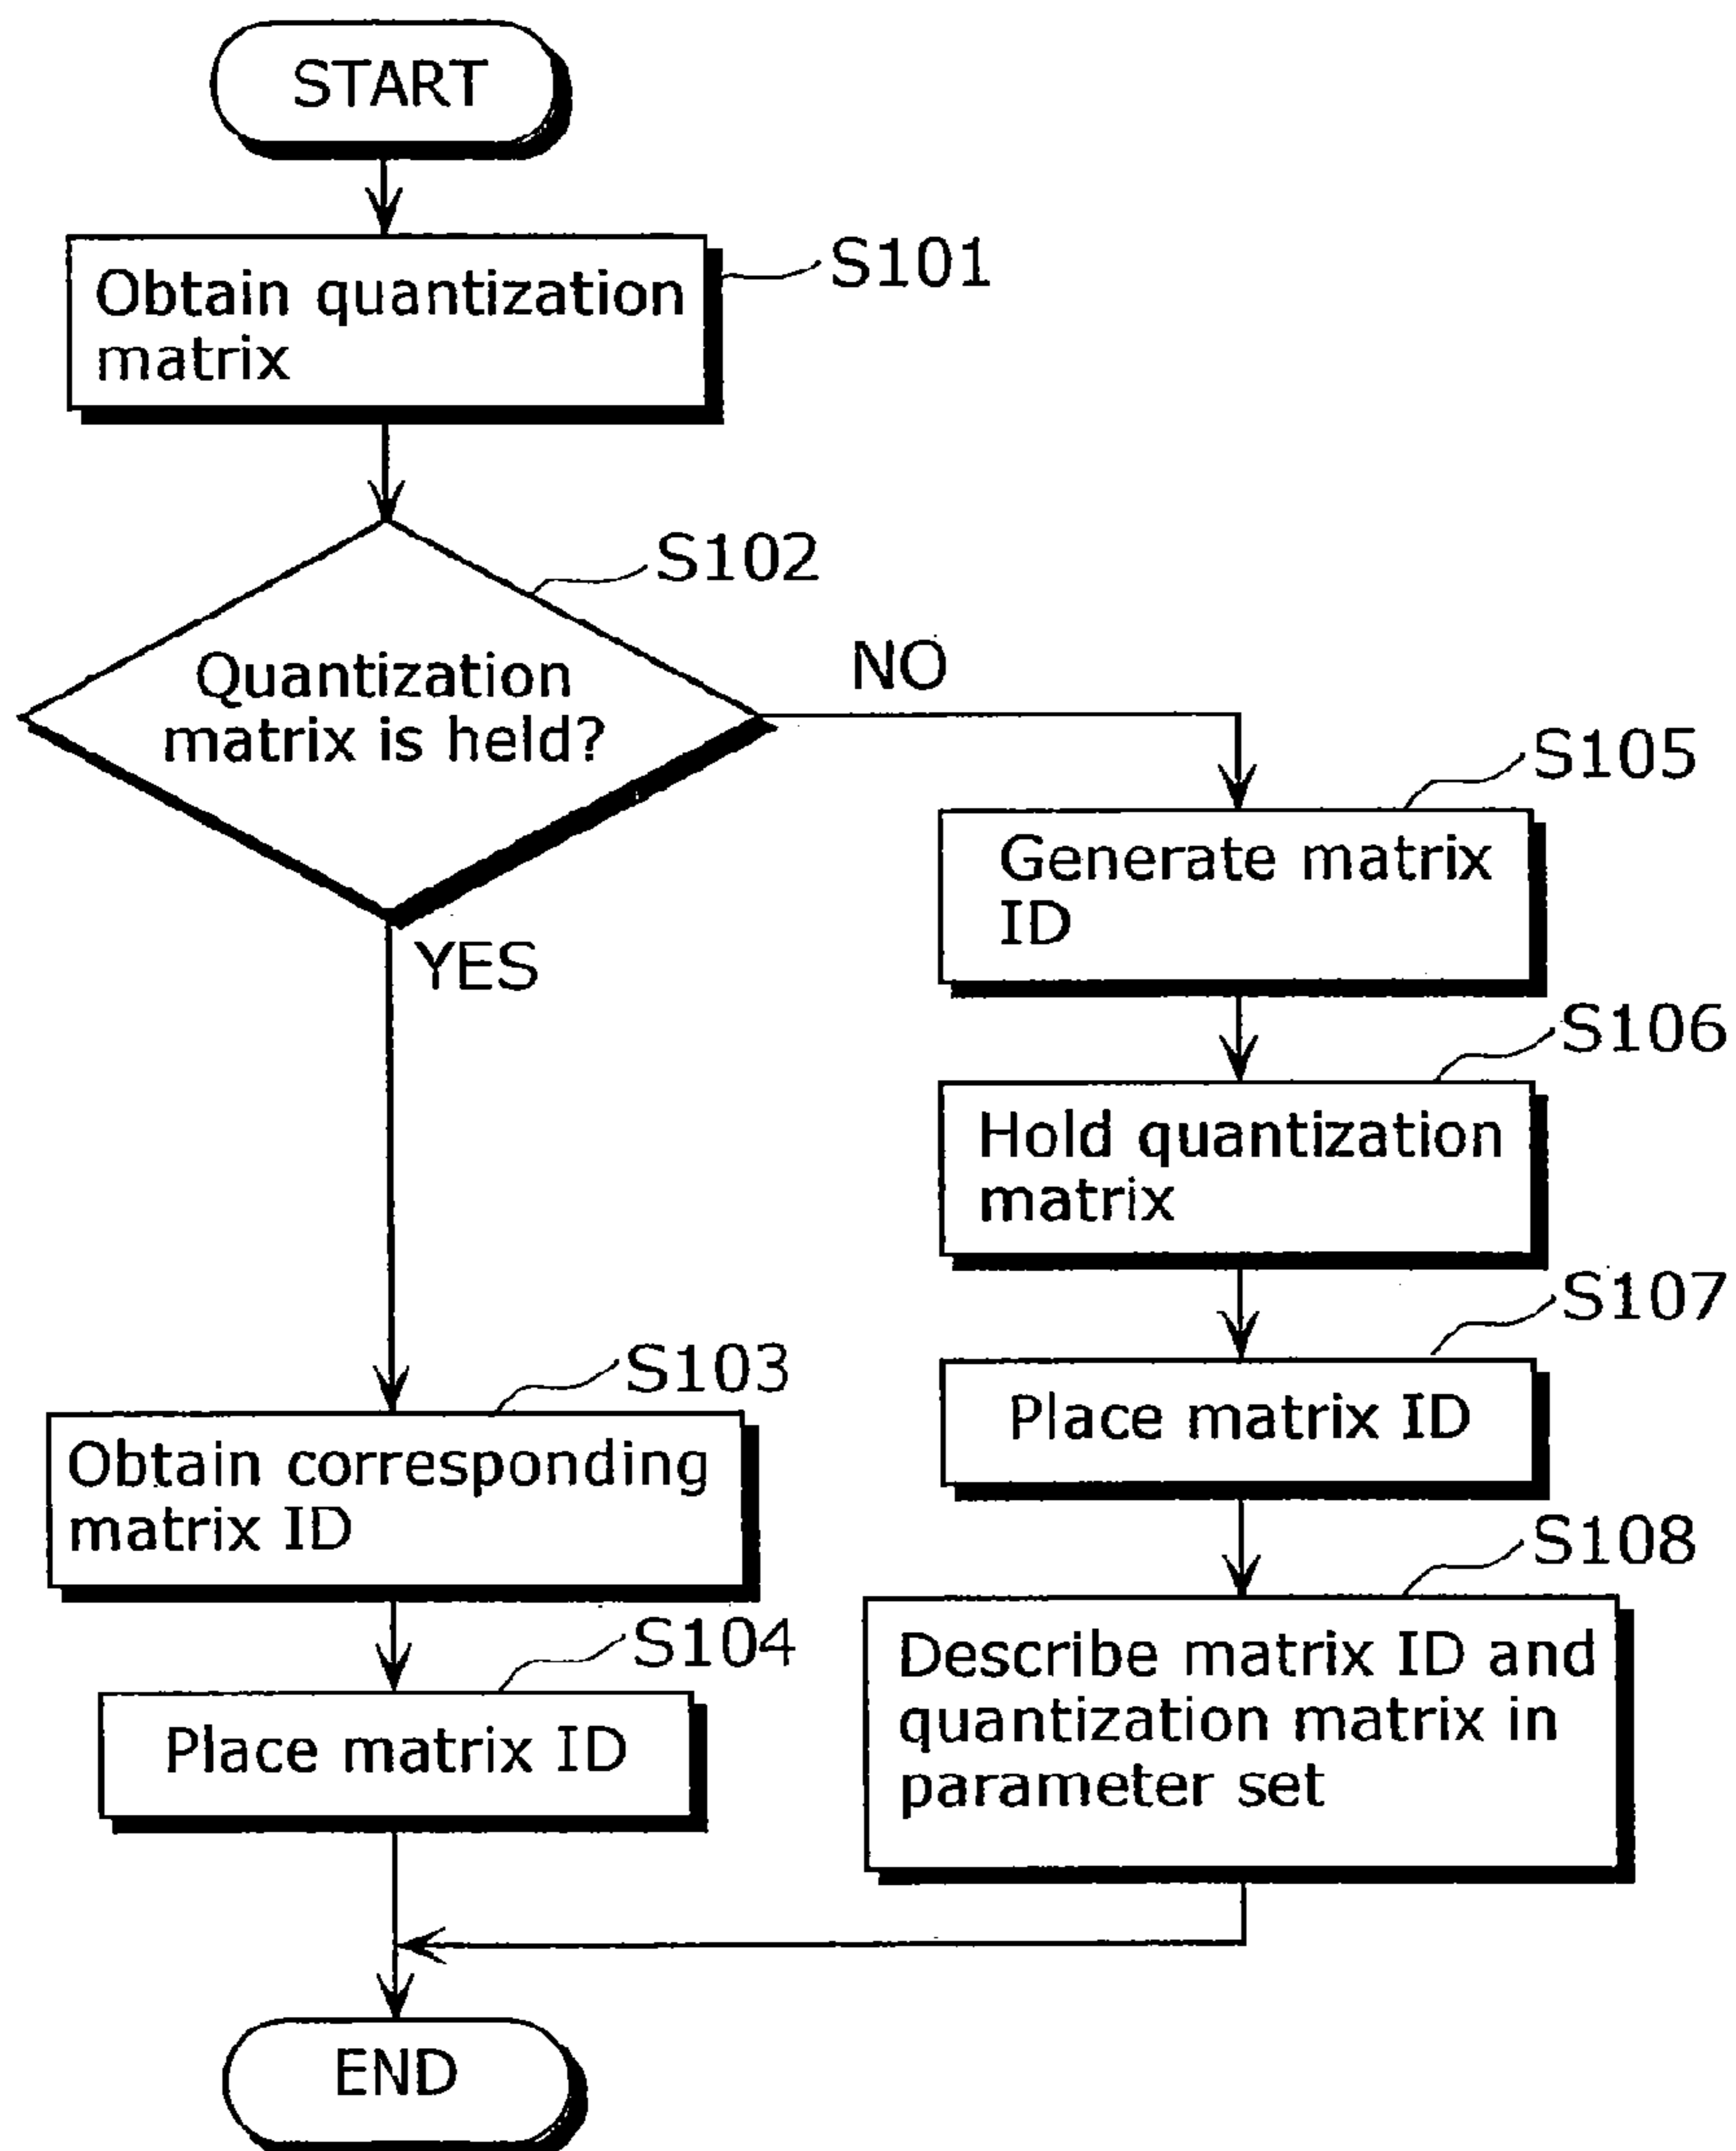 START
S101
Obtain quantization
matrix
S102
Quantization
matrix is held?
NO
YES
S105
Generate matrix
ID
S106
Hold quantization
matrix
S107
Place matrix ID
S103
Obtain corresponding
matrix ID
S108
Describe matrix ID and
quantization matrix in
parameter set
S104
Place matrix ID
END